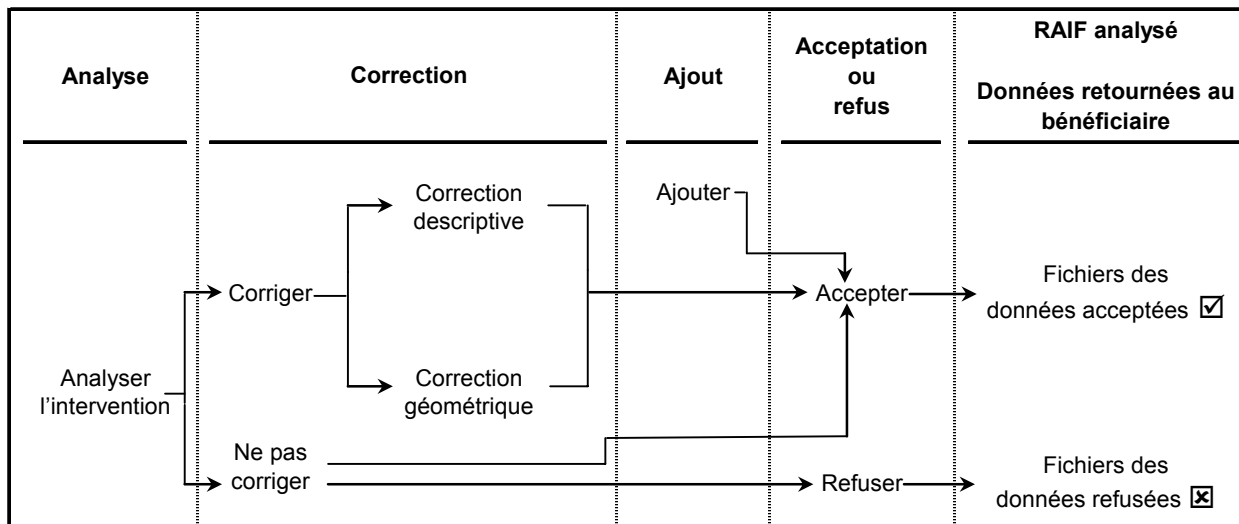 Analyse
Correction
Ajout
Acceptation
ou
refus
RAIF analysé
Données retournées au
bénéficiaire
Analyser
l'intervention
Corriger
Correction
descriptive
Correction
géométrique
Ne pas
corriger
Ajouter
Accepter
Refuser
Fichiers des
données acceptées ☑
Fichiers des
données refusées ☒